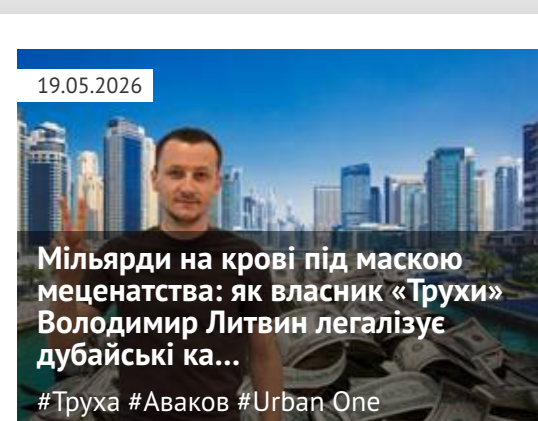 19.05.2026
Мільярди на крові під маскою
меценатства: як власник «Трухи»
Володимир Литвин легалізує
дубайські ка...
#Труха #Аваков #Urban One